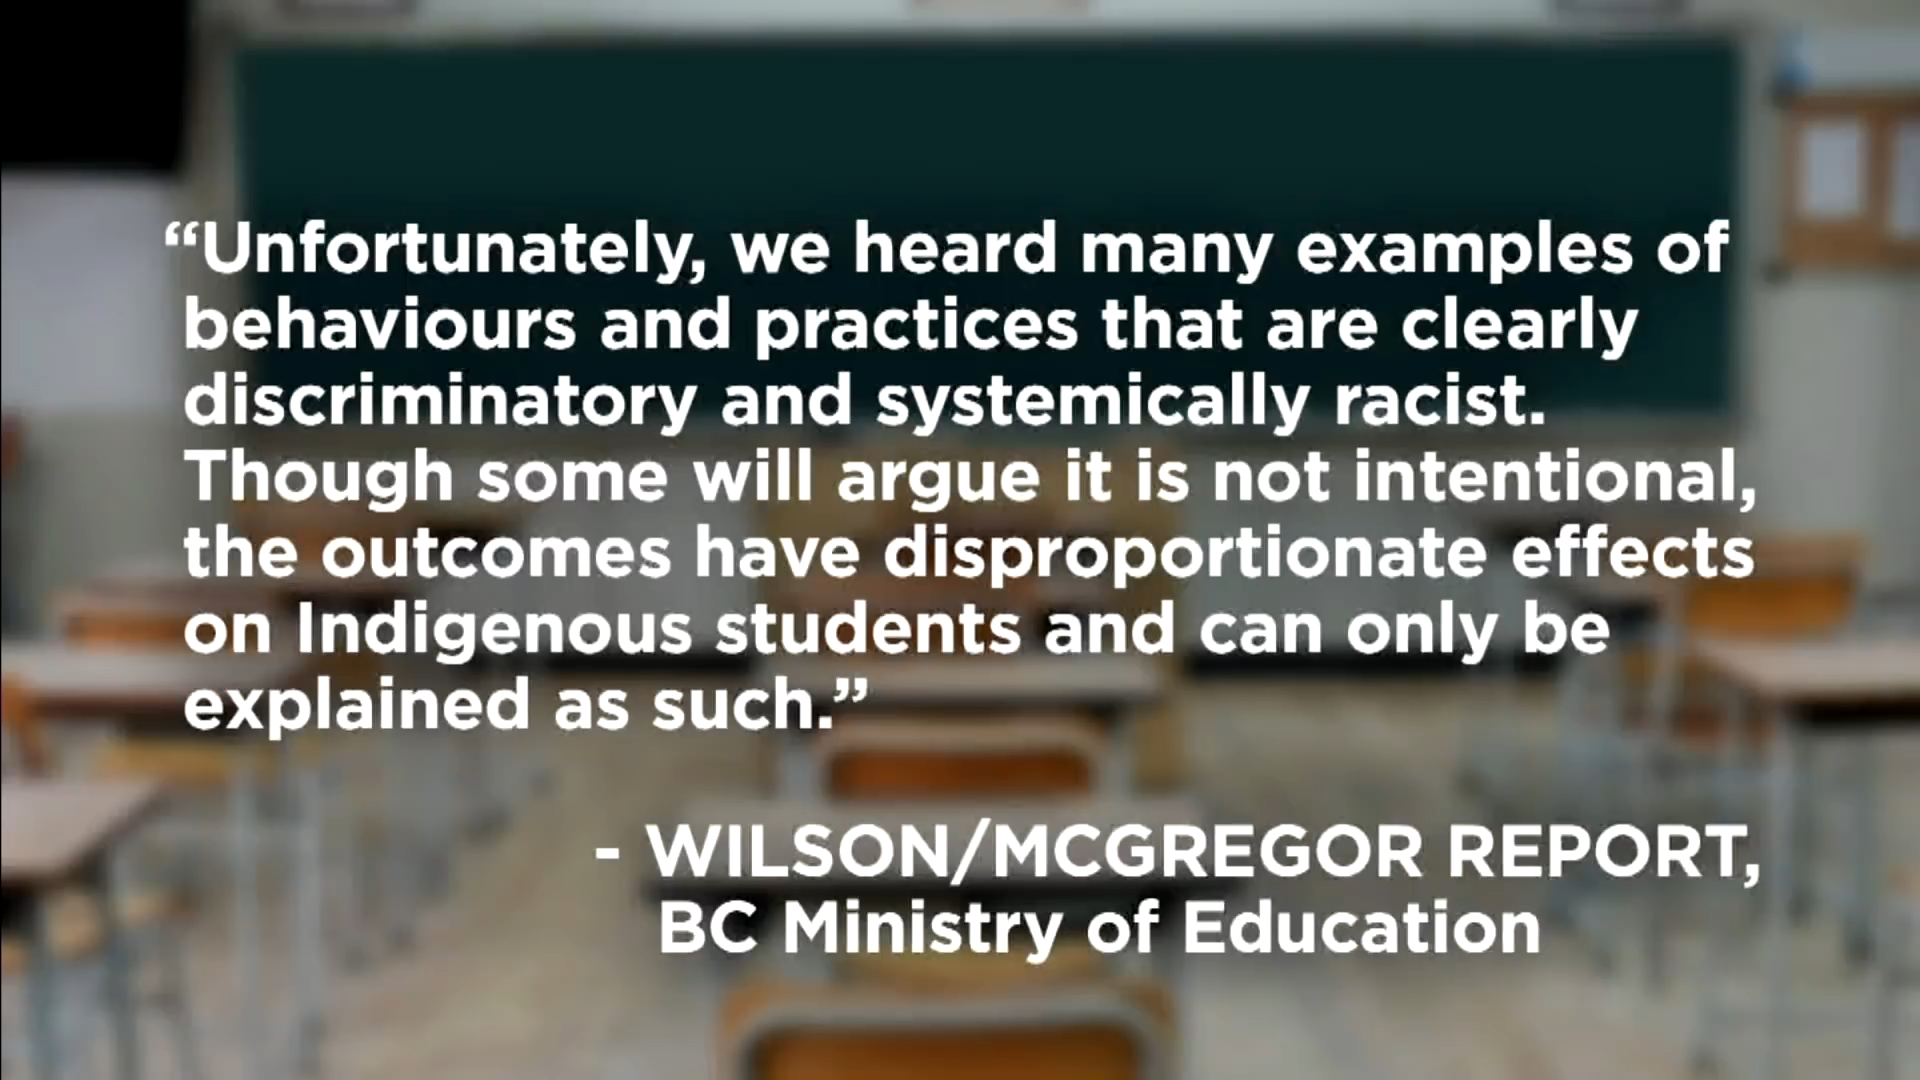 “Unfortunately, we heard many examples of
behaviours and practices that are clearly
discriminatory and systemically racist.
Though some will argue it is not intentional,
the outcomes have disproportionate effects
on Indigenous students and can only be
explained as such.”
- WILSON/MCGREGOR REPORT,
BC Ministry of Education